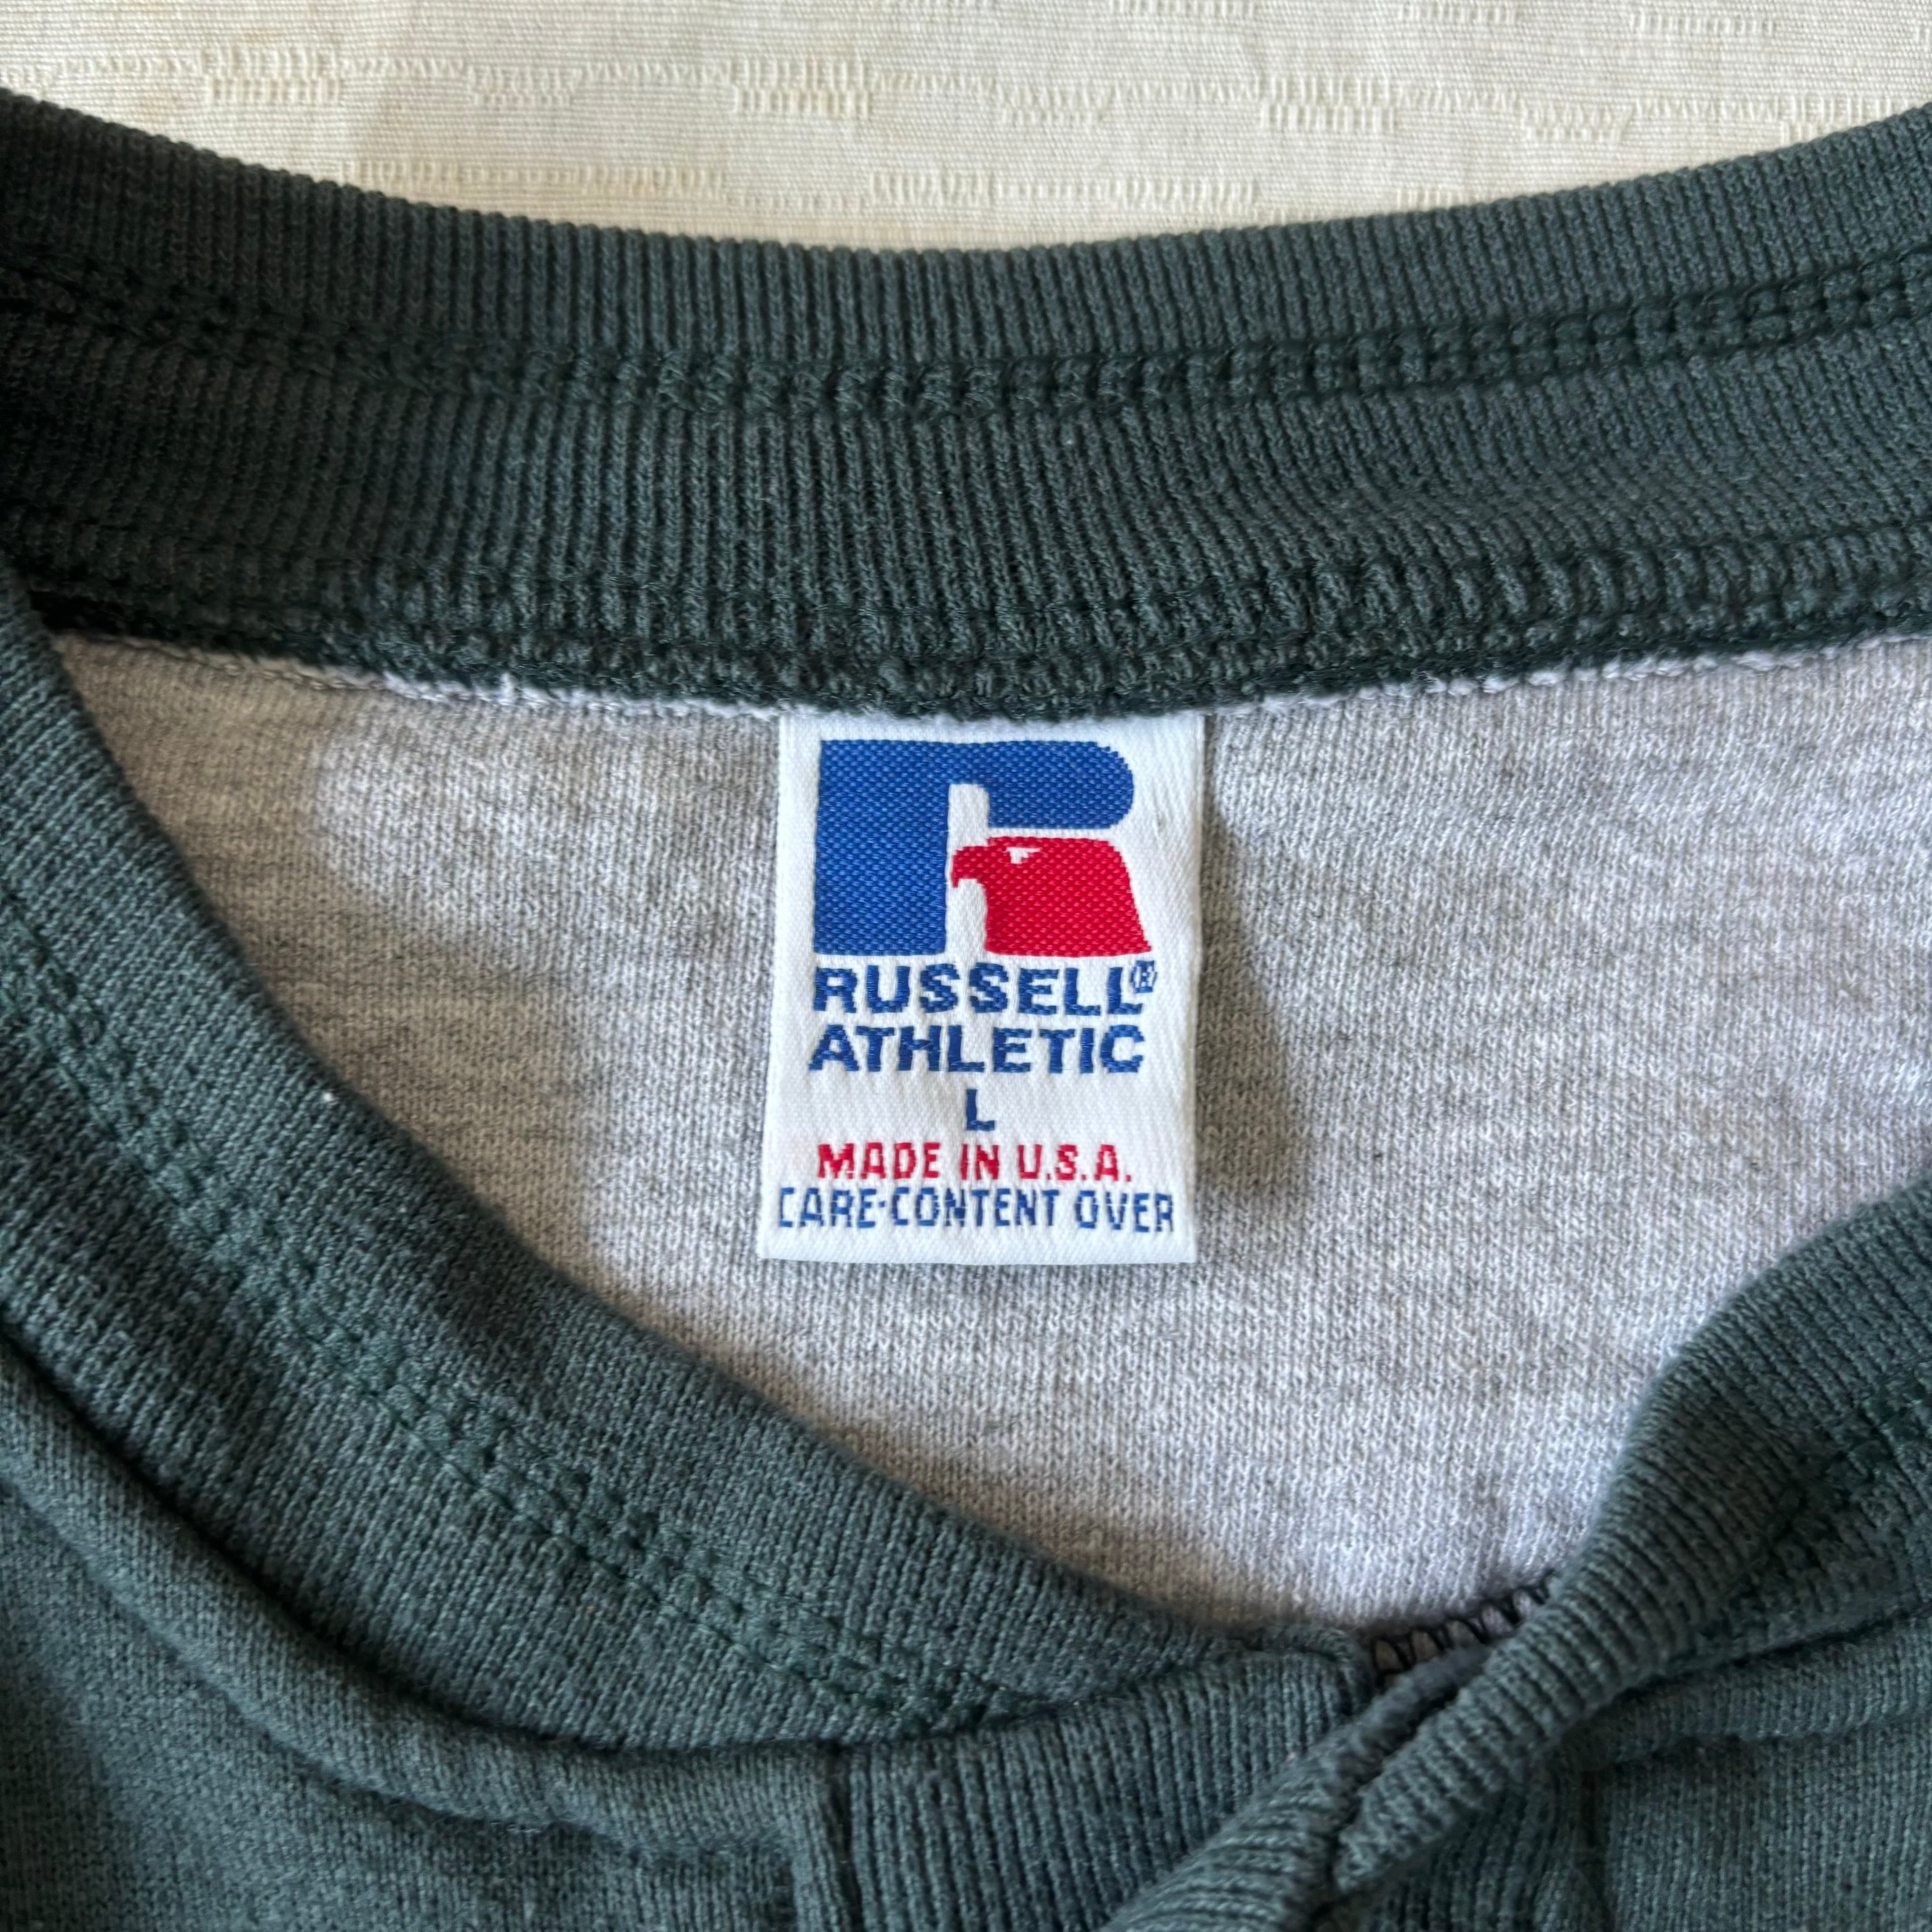 RUSSELL®
ATHLETIC
L
MADE IN U.S.A.
CARE-CONTENT OVER